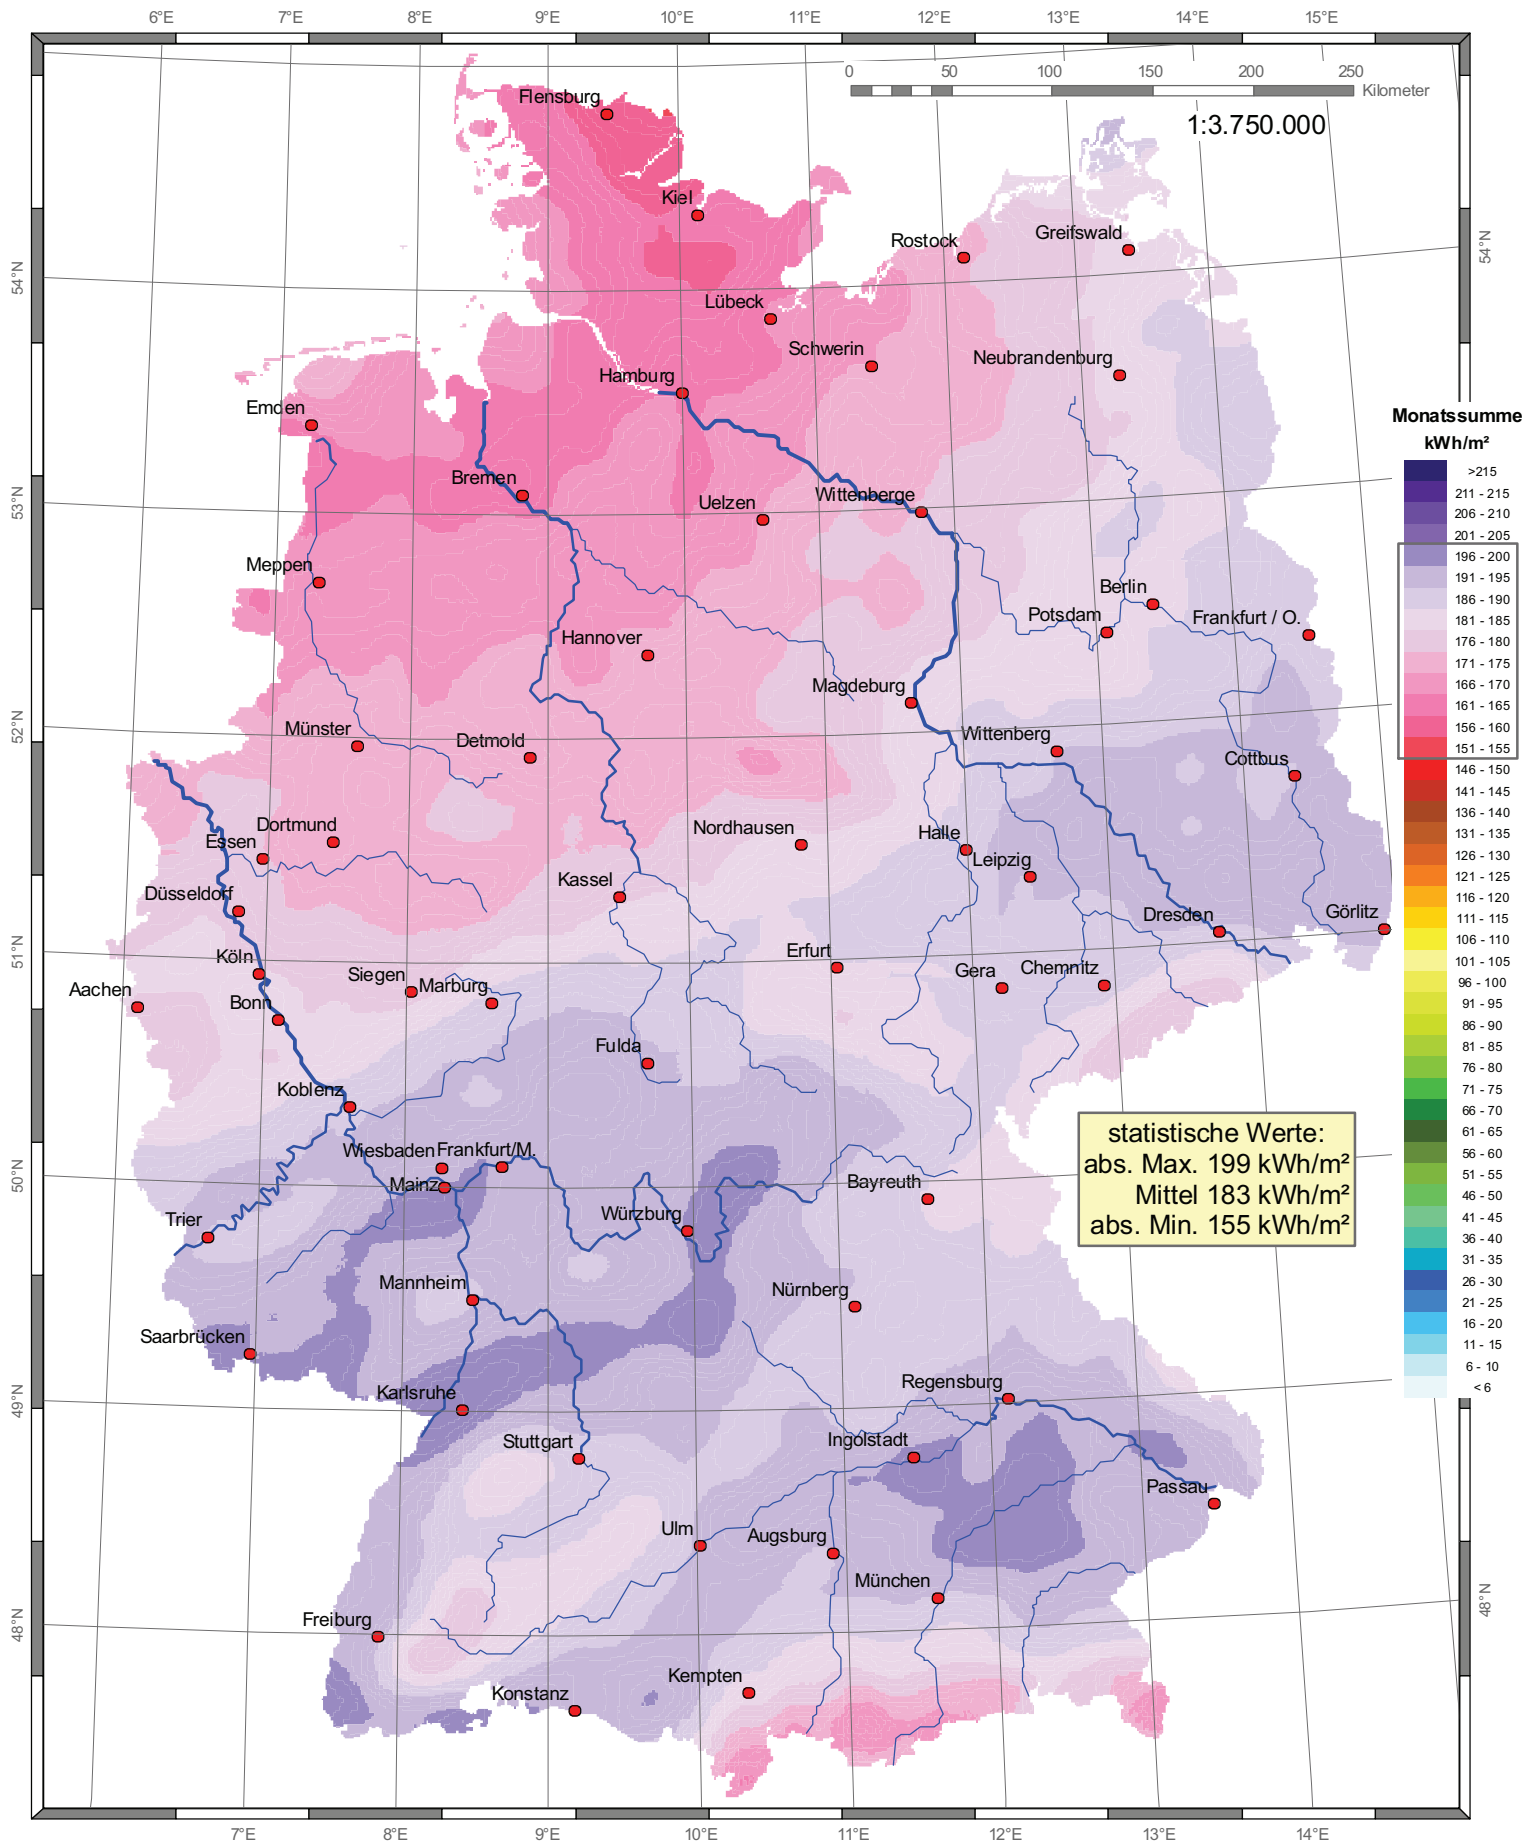 6°E 7°E 8°E 9°E 10°E 11°E 12°E 13°E 14°E 15°E
0 50 100 150 200 250
Kilometer
1:3.750.000
Flensburg
Kiel
Rostock
Greifswald
54°N
54°N
Lübeck
Schwerin
Neubrandenburg
Hamburg
Emden
Monatssumme
kWh/m²
>215
211 - 215
206 - 210
201 - 205
196 - 200
191 - 195
186 - 190
181 - 185
176 - 180
171 - 175
166 - 170
161 - 165
156 - 160
151 - 155
146 - 150
141 - 145
136 - 140
131 - 135
126 - 130
121 - 125
116 - 120
111 - 115
106 - 110
101 - 105
96 - 100
91 - 95
86 - 90
81 - 85
76 - 80
71 - 75
66 - 70
61 - 65
56 - 60
51 - 55
46 - 50
41 - 45
36 - 40
31 - 35
26 - 30
21 - 25
16 - 20
11 - 15
6 - 10
< 6
Bremen
53°N
Uelzen
Wittenberge
Meppen
Berlin
Potsdam
Frankfurt / O.
Hannover
Magdeburg
52°N
Münster
Detmold
Wittenberg
Cottbus
Dortmund
Essen
Nordhausen
Halle
Leipzig
Düsseldorf
Kassel
Dresden
Görlitz
51°N
Köln
Erfurt
Siegen
Marburg
Gera
Chemnitz
Aachen
Bonn
Fulda
Koblenz
statistische Werte:
abs. Max. 199 kWh/m²
Mittel 183 kWh/m²
abs. Min. 155 kWh/m²
50°N
Wiesbaden
Frankfurt/M.
Mainz
Bayreuth
Trier
Würzburg
Mannheim
Nürnberg
Saarbrücken
49°N
Karlsruhe
Regensburg
Stuttgart
Ingolstadt
Passau
Ulm
Augsburg
München
48°N
48°N
Freiburg
Kempten
Konstanz
7°E 8°E 9°E 10°E 11°E 12°E 13°E 14°E